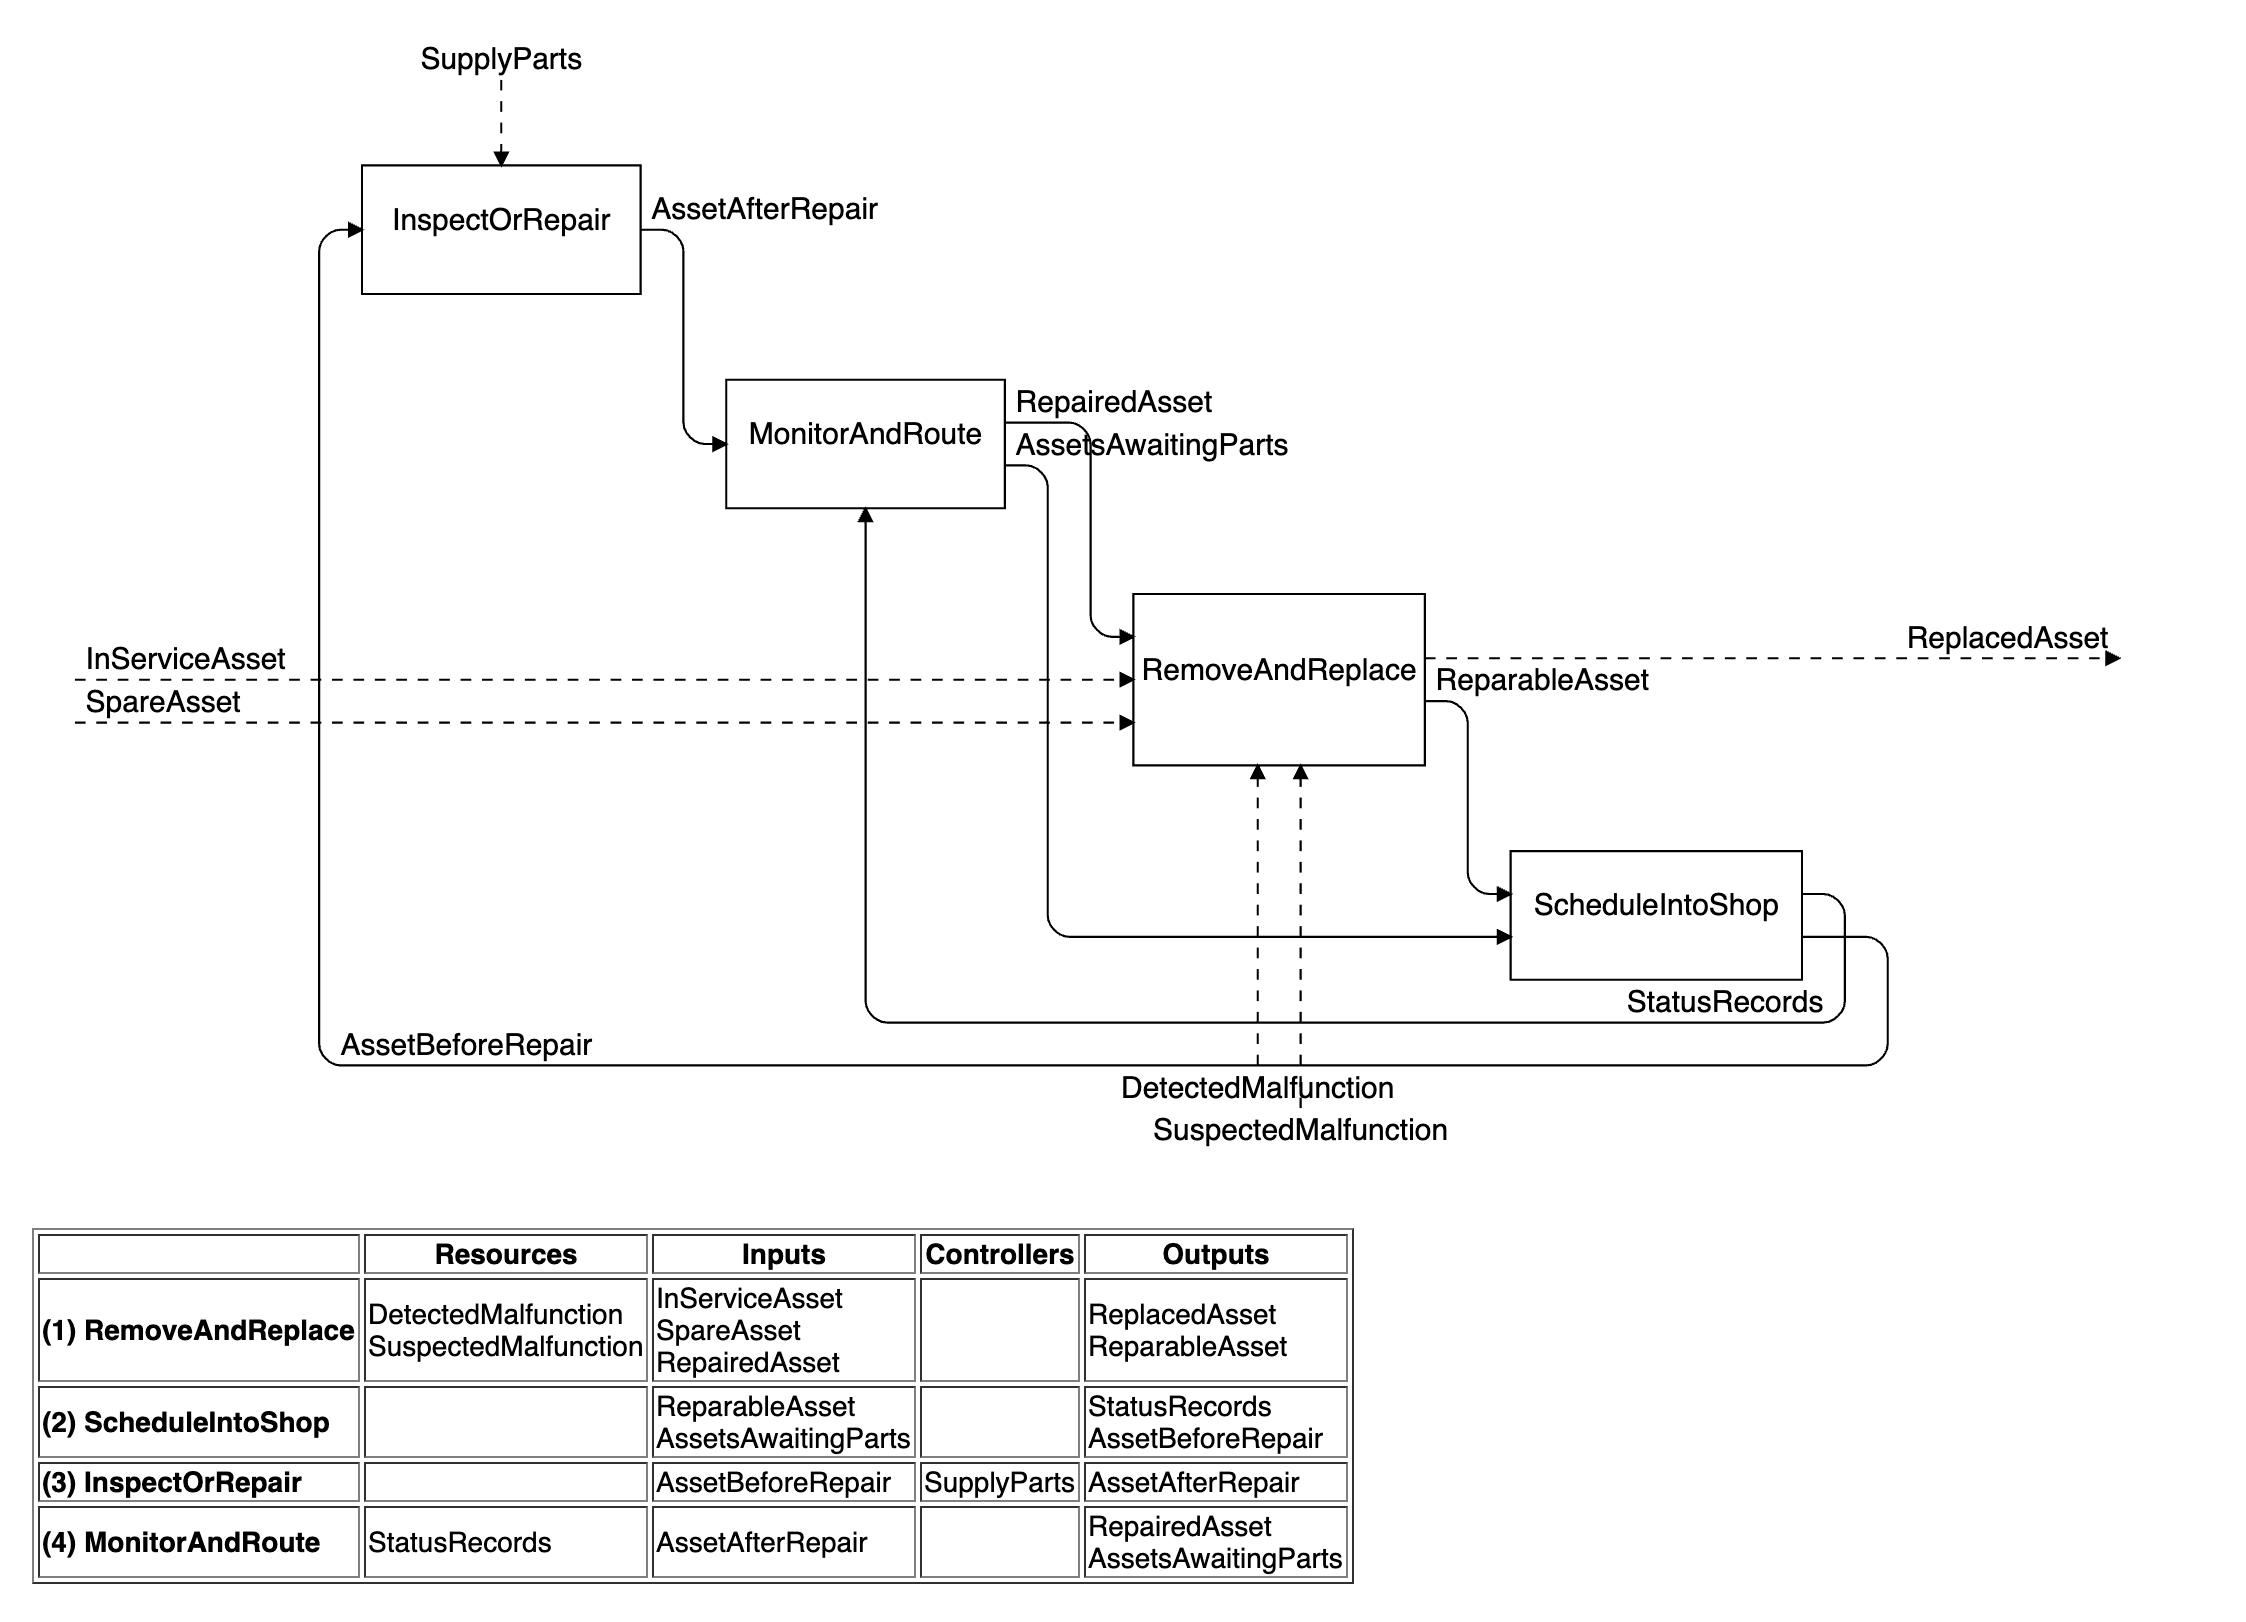 SupplyParts
InspectOrRepair
AssetAfterRepair
MonitorAndRoute
RepairedAsset
AssetsAwaitingParts
InServiceAsset
SpareAsset
RemoveAndReplace
ReplacedAsset
ReparableAsset
ScheduleIntoShop
StatusRecords
AssetBeforeRepair
DetectedMalfunction
SuspectedMalfunction
Resources Inputs Controllers Outputs
(1) RemoveAndReplace
DetectedMalfunction
SuspectedMalfunction
InServiceAsset
SpareAsset
RepairedAsset
ReplacedAsset
ReparableAsset
(2) ScheduleIntoShop
ReparableAsset
AssetsAwaitingParts
StatusRecords
AssetBeforeRepair
(3) InspectOrRepair AssetBeforeRepair SupplyParts AssetAfterRepair
(4) MonitorAndRoute StatusRecords AssetAfterRepair
RepairedAsset
AssetsAwaitingParts